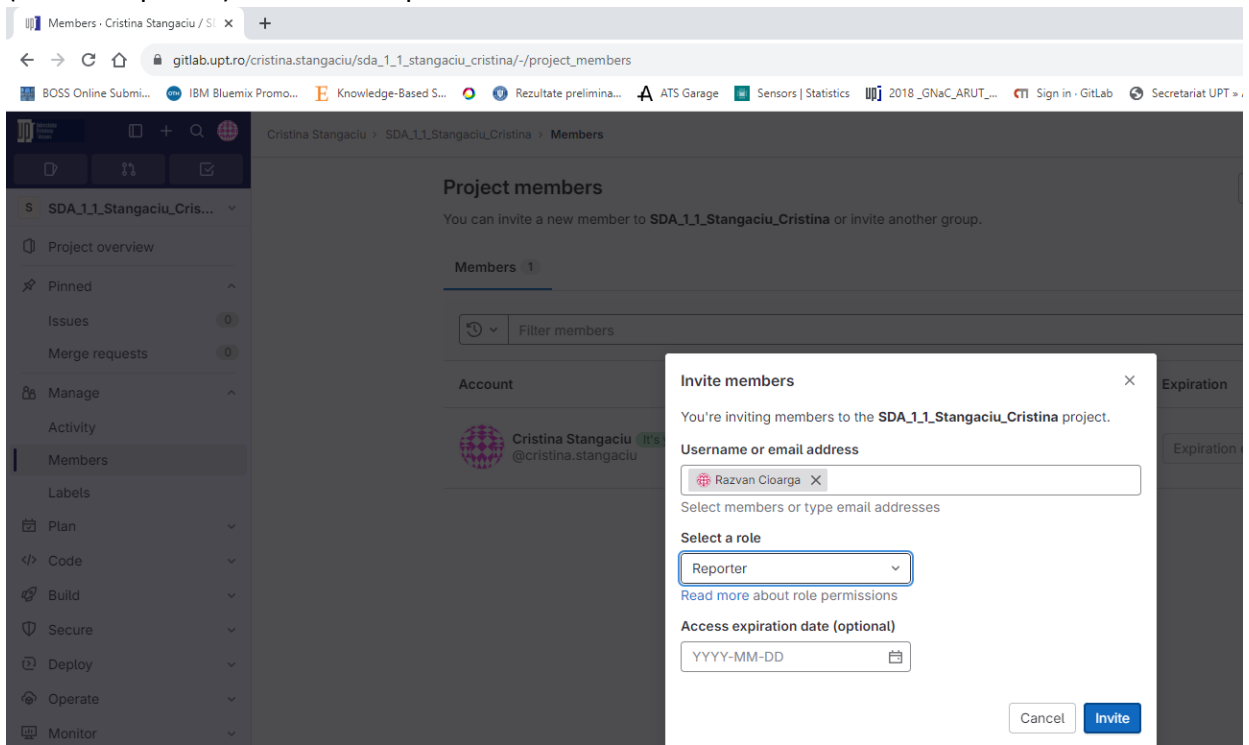 Members · Cristina Stangaciu / S
gitlab.upt.ro/cristina.stangaciu/sda_1_1_stangaciu_cristina/-/project_members
BOSS Online Submi... IBM Bluemix Promo... Knowledge-Based S... Rezultate prelimina... ATS Garage Sensors | Statistics 2018 _GNaC_ARUT_... Sign in · GitLab Secretariat UPT »
Cristina Stangaciu > SDA_1_1_Stangaciu_Cristina > Members
Project members
S SDA_1_1_Stangaciu_Cris...
You can invite a new member to SDA_1_1_Stangaciu_Cristina or invite another group.
Project overview
Members 1
Pinned
Issues 0
Filter members
Merge requests 0
Account
Expiration
Manage
Activity
Cristina Stangaciu It's
@cristina.stangaciu
Expiration
Members
Labels
Plan
Code
Build
Secure
Deploy
Operate
Monitor
Invite members
You're inviting members to the SDA_1_1_Stangaciu_Cristina project.
Username or email address
Razvan Cioarga
Select members or type email addresses
Select a role
Reporter
Read more about role permissions
Access expiration date (optional)
YYYY-MM-DD
Cancel Invite